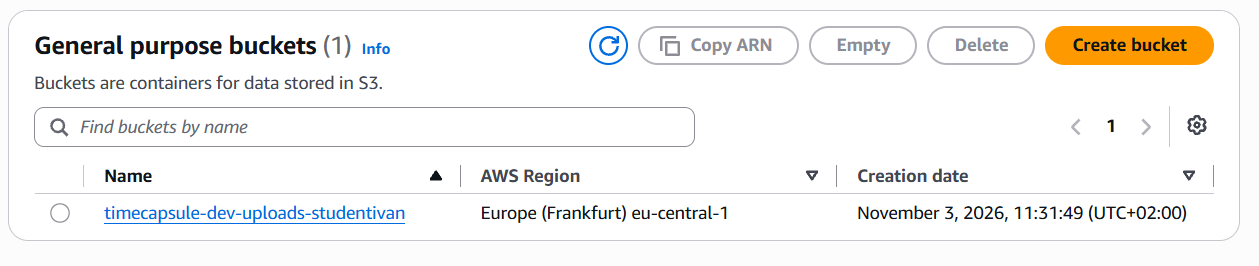 General purpose buckets (1) Info
Copy ARN
Empty
Delete
Create bucket
Buckets are containers for data stored in S3.
Find buckets by name
1
Name
AWS Region
Creation date
timecapsule-dev-uploads-studentivan
Europe (Frankfurt) eu-central-1
November 3, 2026, 11:31:49 (UTC+02:00)